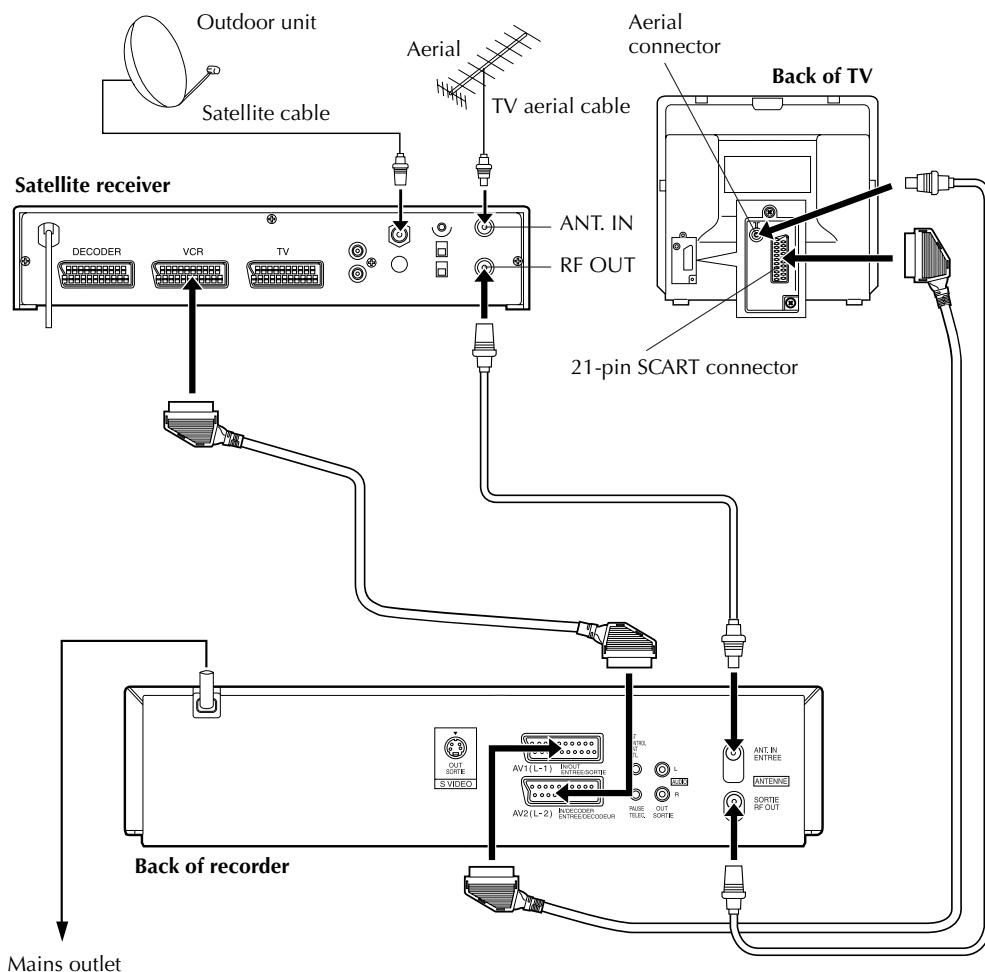 Outdoor unit
Aerial
Aerial
connector
Back of TV
Satellite cable
TV aerial cable
Satellite receiver
ANT. IN
DECODER
VCR
TV
RF OUT
21-pin SCART connector
OUT
SORTIE
S VIDEO
AV1 (L-1)
IN/OUT
ENTREE/SORTIE
AV2 (L-2)
IN/DECODER
ENTREE/DECODEUR
L
AUDIO
R
PAUSE
TELEC.
OUT
SORTIE
ANT. IN
ENTREE
ANTENNE
SORTIE
RF OUT
Back of recorder
Mains outlet